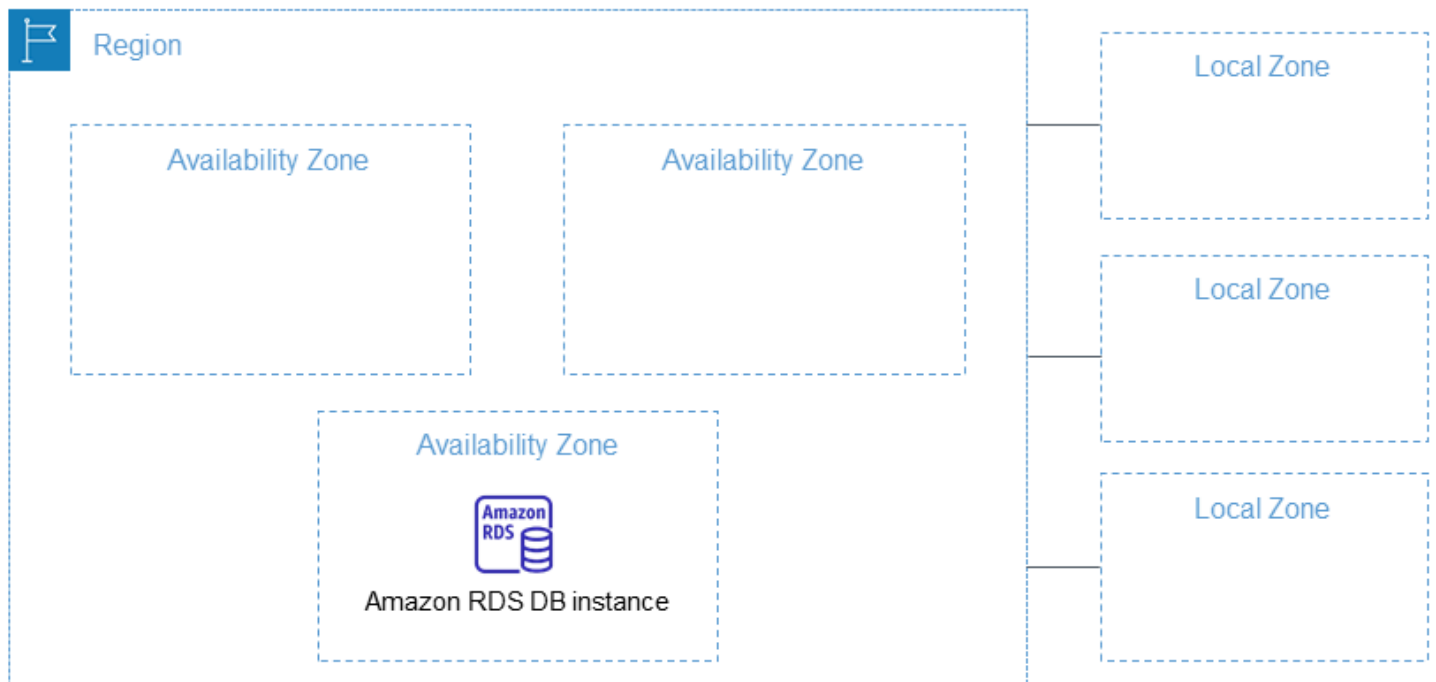 Region
Local Zone
Availability Zone
Availability Zone
Local Zone
Availability Zone
Local Zone
Amazon
RDS
Amazon RDS DB instance